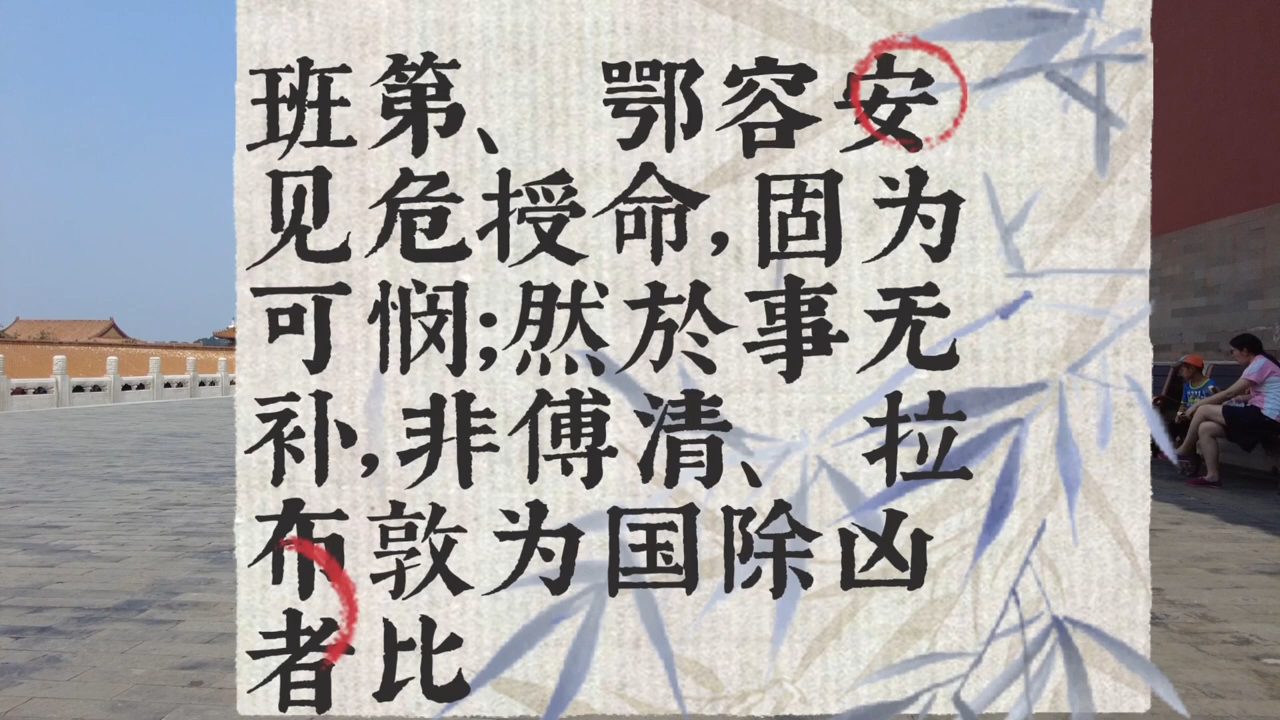 班第、 鄂容安
见危授命,固为
可悯;然於事无
补,非傅清、 拉
布敦为国除凶
者比